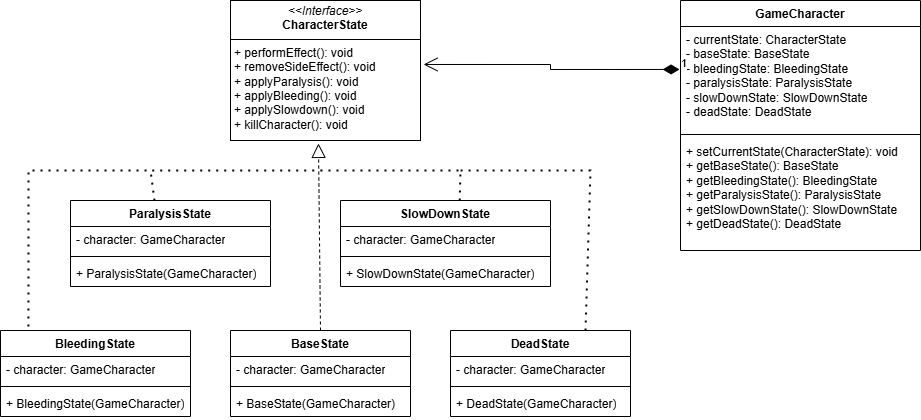 <<Interface>>
CharacterState
+ performEffect(): void
+ removeSideEffect(): void
+ applyParalysis(): void
+ applyBleeding(): void
+ applySlowdown(): void
+ killCharacter(): void
GameCharacter
- currentState: CharacterState
- baseState: BaseState
- bleedingState: BleedingState
- paralysisState: ParalysisState
- slowDownState: SlowDownState
- deadState: DeadState
+ setCurrentState(CharacterState): void
+ getBaseState(): BaseState
+ getBleedingState(): BleedingState
+ getParalysisState(): ParalysisState
+ getSlowDownState(): SlowDownState
+ getDeadState(): DeadState
1
ParalysisState
- character: GameCharacter
+ ParalysisState(GameCharacter)
SlowDownState
- character: GameCharacter
+ SlowDownState(GameCharacter)
BleedingState
- character: GameCharacter
+ BleedingState(GameCharacter)
BaseState
- character: GameCharacter
+ BaseState(GameCharacter)
DeadState
- character: GameCharacter
+ DeadState(GameCharacter)